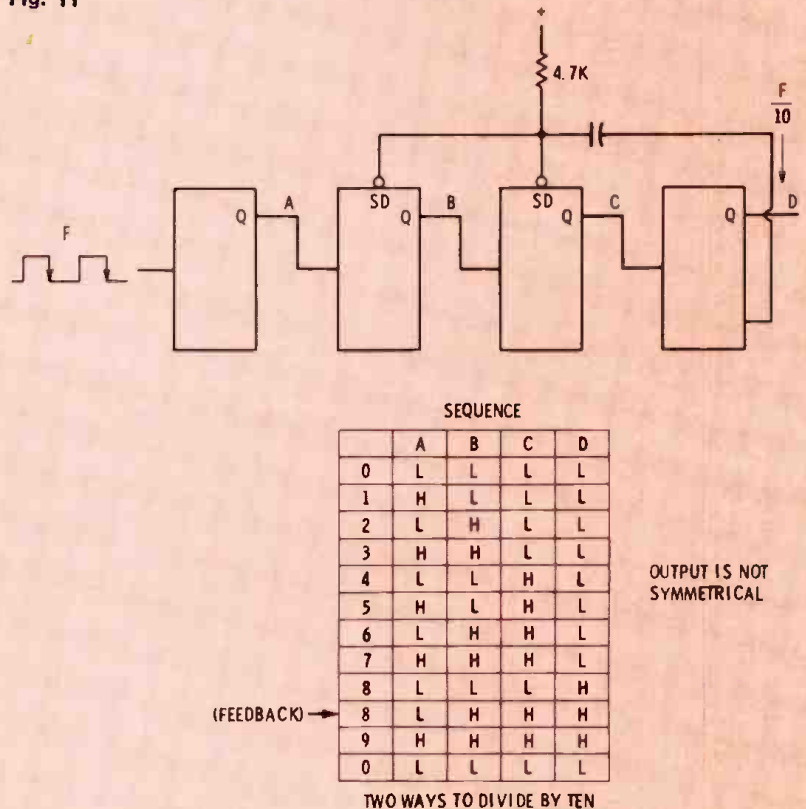 Fig. 11
+
4.7K
F
10
A
B
C
D
SD
SD
Q
Q
Q
Q
F
SEQUENCE
A B C D
0 L L L L
1 H L L L
2 L H L L
3 H H L L
4 L L H L
5 H L H L
6 L H H L
7 H H H L
8 L L L H
(FEEDBACK) 8 L H H H
9 H H H H
0 L L L L
OUTPUT IS NOT
SYMMETRICAL
TWO WAYS TO DIVIDE BY TEN